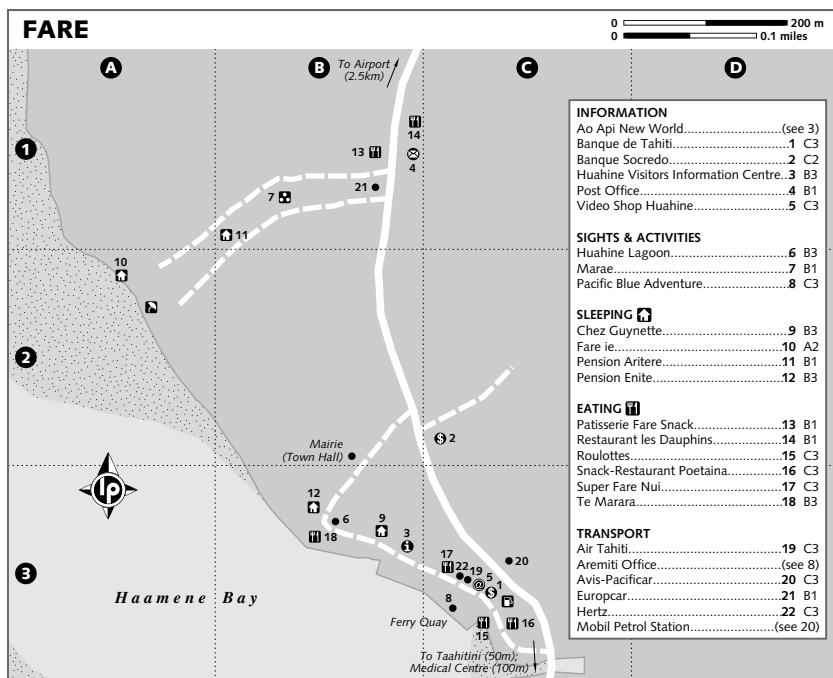 FARE
0 200 m
0 0.1 miles
A B C D
To Airport
(2.5km)
1
14
13
4
21
7
11
10
2
2
Mairie
(Town Hall)
12
6
9
3
18
17
22 19 5 1
20
3
8
Haamene Bay
Ferry Quay
15
16
To Taahitini (50m);
Medical Centre (100m)
lp
INFORMATION
Ao Api New World....................(see 3)
Banque de Tahiti....................1 C3
Banque Socredo....................2 C2
Huahine Visitors Information Centre..3 B3
Post Office....................4 B1
Video Shop Huahine....................5 C3
SIGHTS & ACTIVITIES
Huahine Lagoon....................6 B3
Marae....................7 B1
Pacific Blue Adventure....................8 C3
SLEEPING
Chez Guynette....................9 B3
Fare ie....................10 A2
Pension Aritere....................11 B1
Pension Enite....................12 B3
EATING
Patisserie Fare Snack....................13 B1
Restaurant les Dauphins....................14 B1
Roulottes....................15 C3
Snack-Restaurant Poetaina....................16 C3
Super Fare Nui....................17 C3
Te Marara....................18 B3
TRANSPORT
Air Tahiti....................19 C3
Aremiti Office....................(see 8)
Avis-Pacificar....................20 C3
Europcar....................21 B1
Hertz....................22 C3
Mobil Petrol Station....................(see 20)